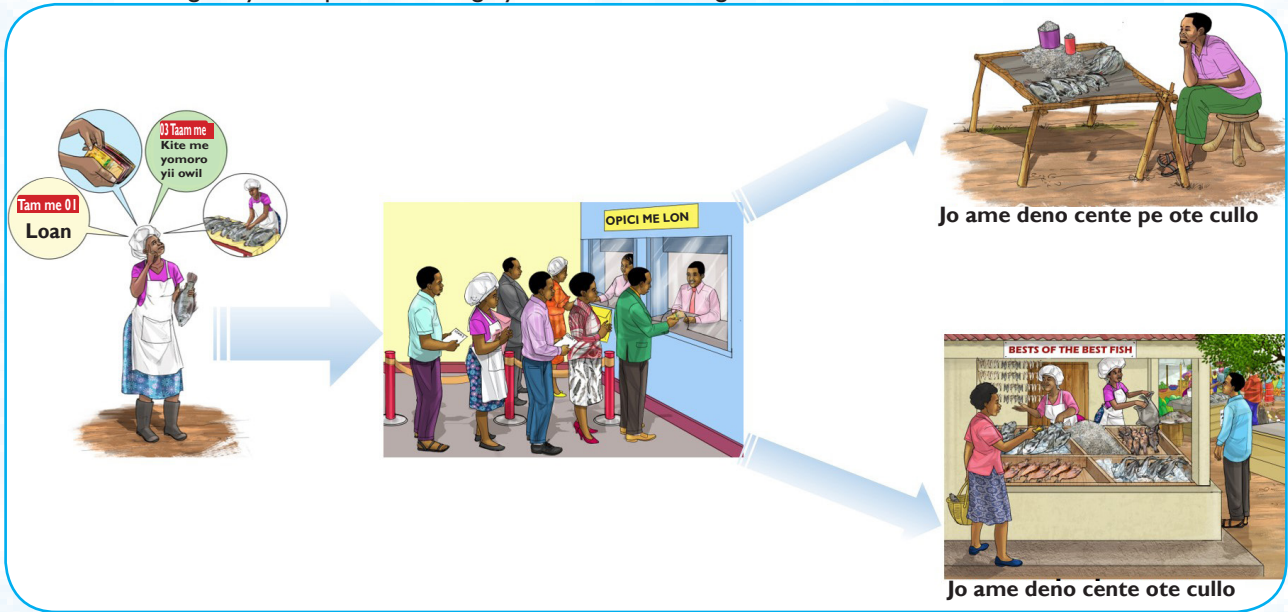 03 Taam me
Kite me
yomoro
yii owil
Tam me 01
Loan
OPICI ME LON
Jo ame deno cente pe ote cullo
BESTS OF THE BEST FISH
Jo ame deno cente ote cullo